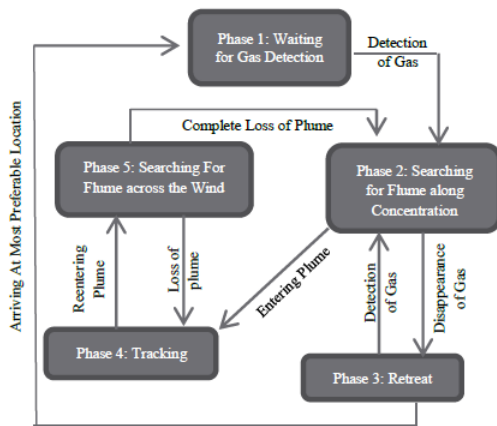 Phase 1: Waiting
for Gas Detection
Detection
of Gas
Complete Loss of Plume
Phase 5: Searching For
Flume across the Wind
Phase 2: Searching
for Flume along
Concentration
Arriving At Most Preferable Location
Reentering
Plume
Loss of
plume
Entering Plume
Detection
of Gas
Disappearance
of Gas
Phase 4: Tracking
Phase 3: Retreat